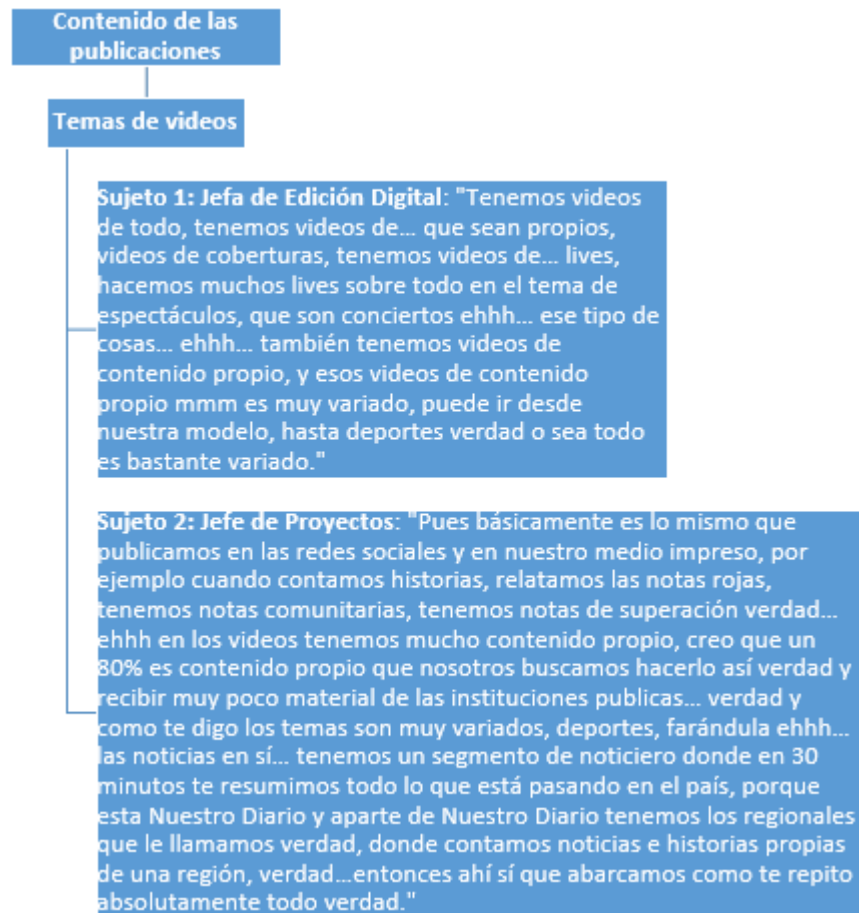 Contenido de las
publicaciones
Temas de videos
Sujeto 1: Jefa de Edición Digital: "Tenemos videos
de todo, tenemos videos de... que sean propios,
videos de coberturas, tenemos videos de... lives,
hacemos muchos lives sobre todo en el tema de
espectáculos, que son conciertos ehhh... ese tipo de
cosas... ehhh... también tenemos videos de
contenido propio, y esos videos de contenido
propio mmm es muy variado, puede ir desde
nuestra modelo, hasta deportes verdad o sea todo
es bastante variado."
Sujeto 2: Jefe de Proyectos: "Pues básicamente es lo mismo que
publicamos en las redes sociales y en nuestro medio impreso, por
ejemplo cuando contamos historias, relatamos las notas rojas,
tenemos notas comunitarias, tenemos notas de superación verdad...
ehhh en los videos tenemos mucho contenido propio, creo que un
80% es contenido propio que nosotros buscamos hacerlo así verdad y
recibir muy poco material de las instituciones publicas... verdad y
como te digo los temas son muy variados, deportes, farándula ehhh...
las noticias en sí... tenemos un segmento de noticiero donde en 30
minutos te resumimos todo lo que está pasando en el país, porque
esta Nuestro Diario y aparte de Nuestro Diario tenemos los regionales
que le llamamos verdad, donde contamos noticias e historias propias
de una región, verdad...entonces ahí sí que abarcamos como te repito
absolutamente todo verdad."